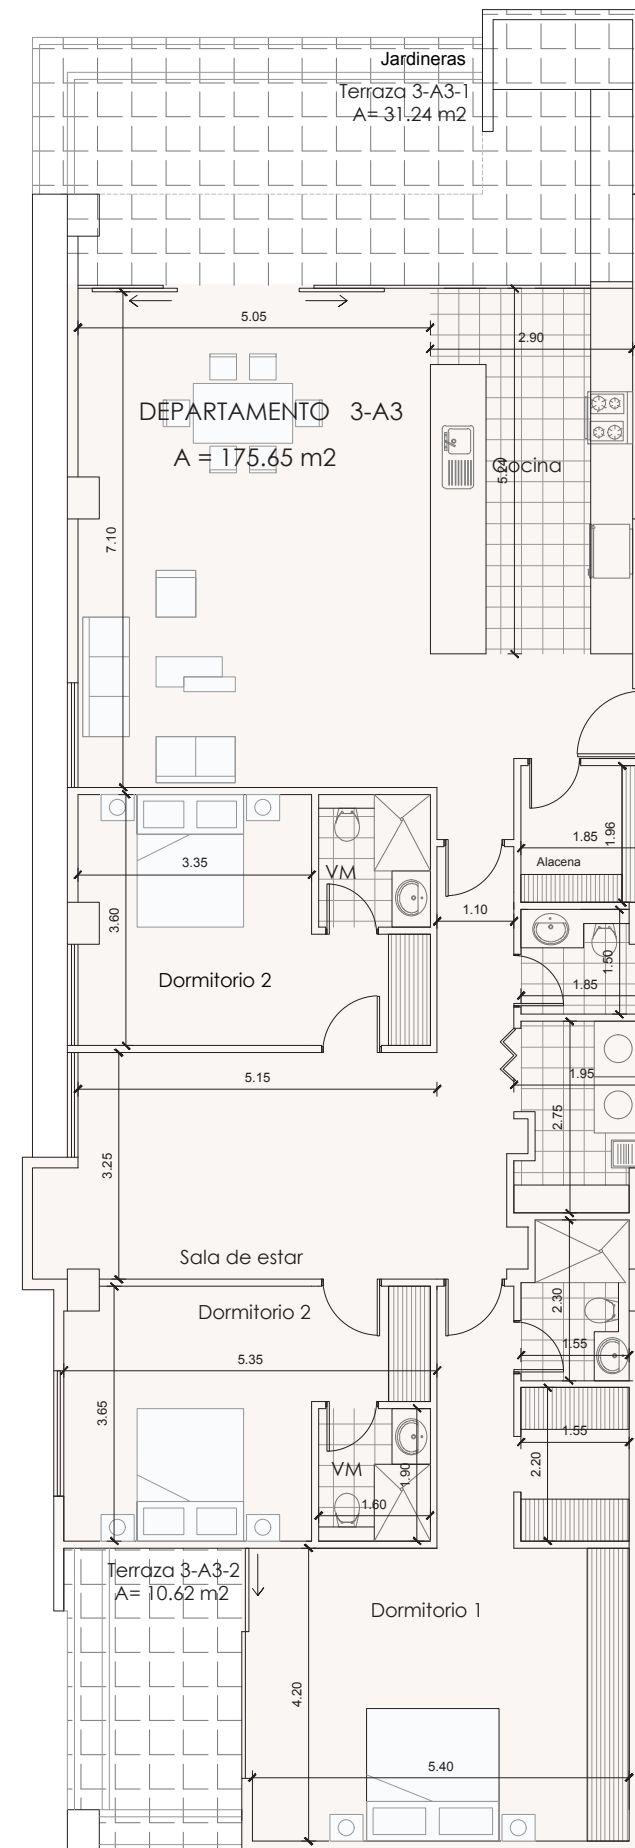 Jardineras
Terraza 3-A3-1
A= 31.24 m2
5.05
2.90
DEPARTAMENTO 3-A3
A = 175.65 m2
Cocina
5.20
7.10
1.96
1.85
Alacena
3.35
VM
1.10
3.60
1.50
Dormitorio 2
1.85
5.15
1.95
2.75
3.25
Sala de estar
2.30
Dormitorio 2
1.55
5.35
3.65
1.55
2.20
VM
1.90
1.60
Terraza 3-A3-2
A= 10.62 m2
Dormitorio 1
4.20
5.40